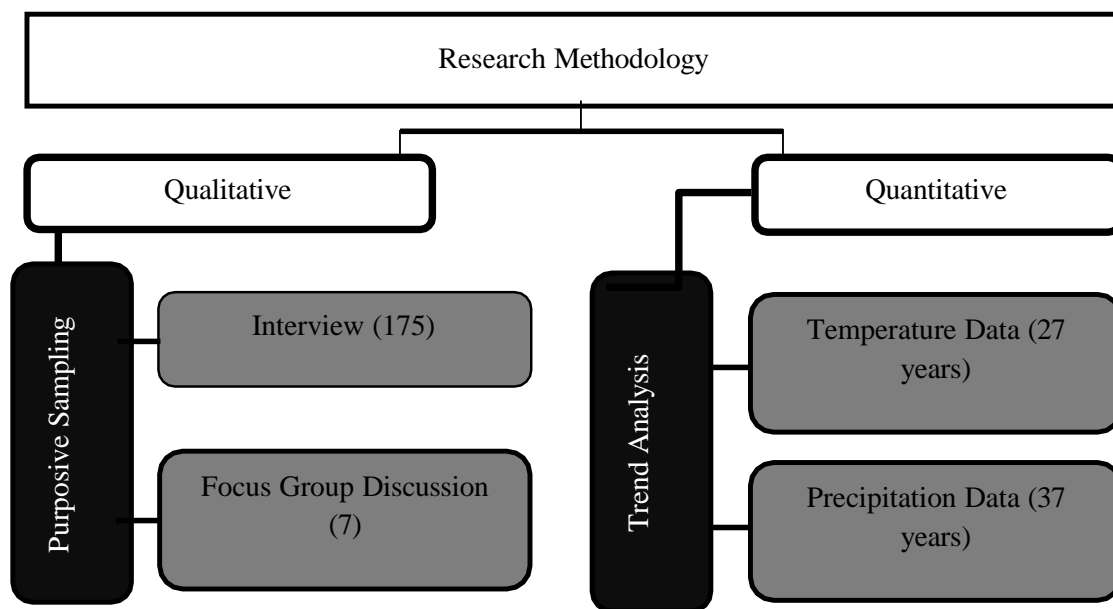 Research Methodology
Qualitative
Quantitative
Purposive Sampling
Interview (175)
Focus Group Discussion
(7)
Trend Analysis
Temperature Data (27
years)
Precipitation Data (37
years)